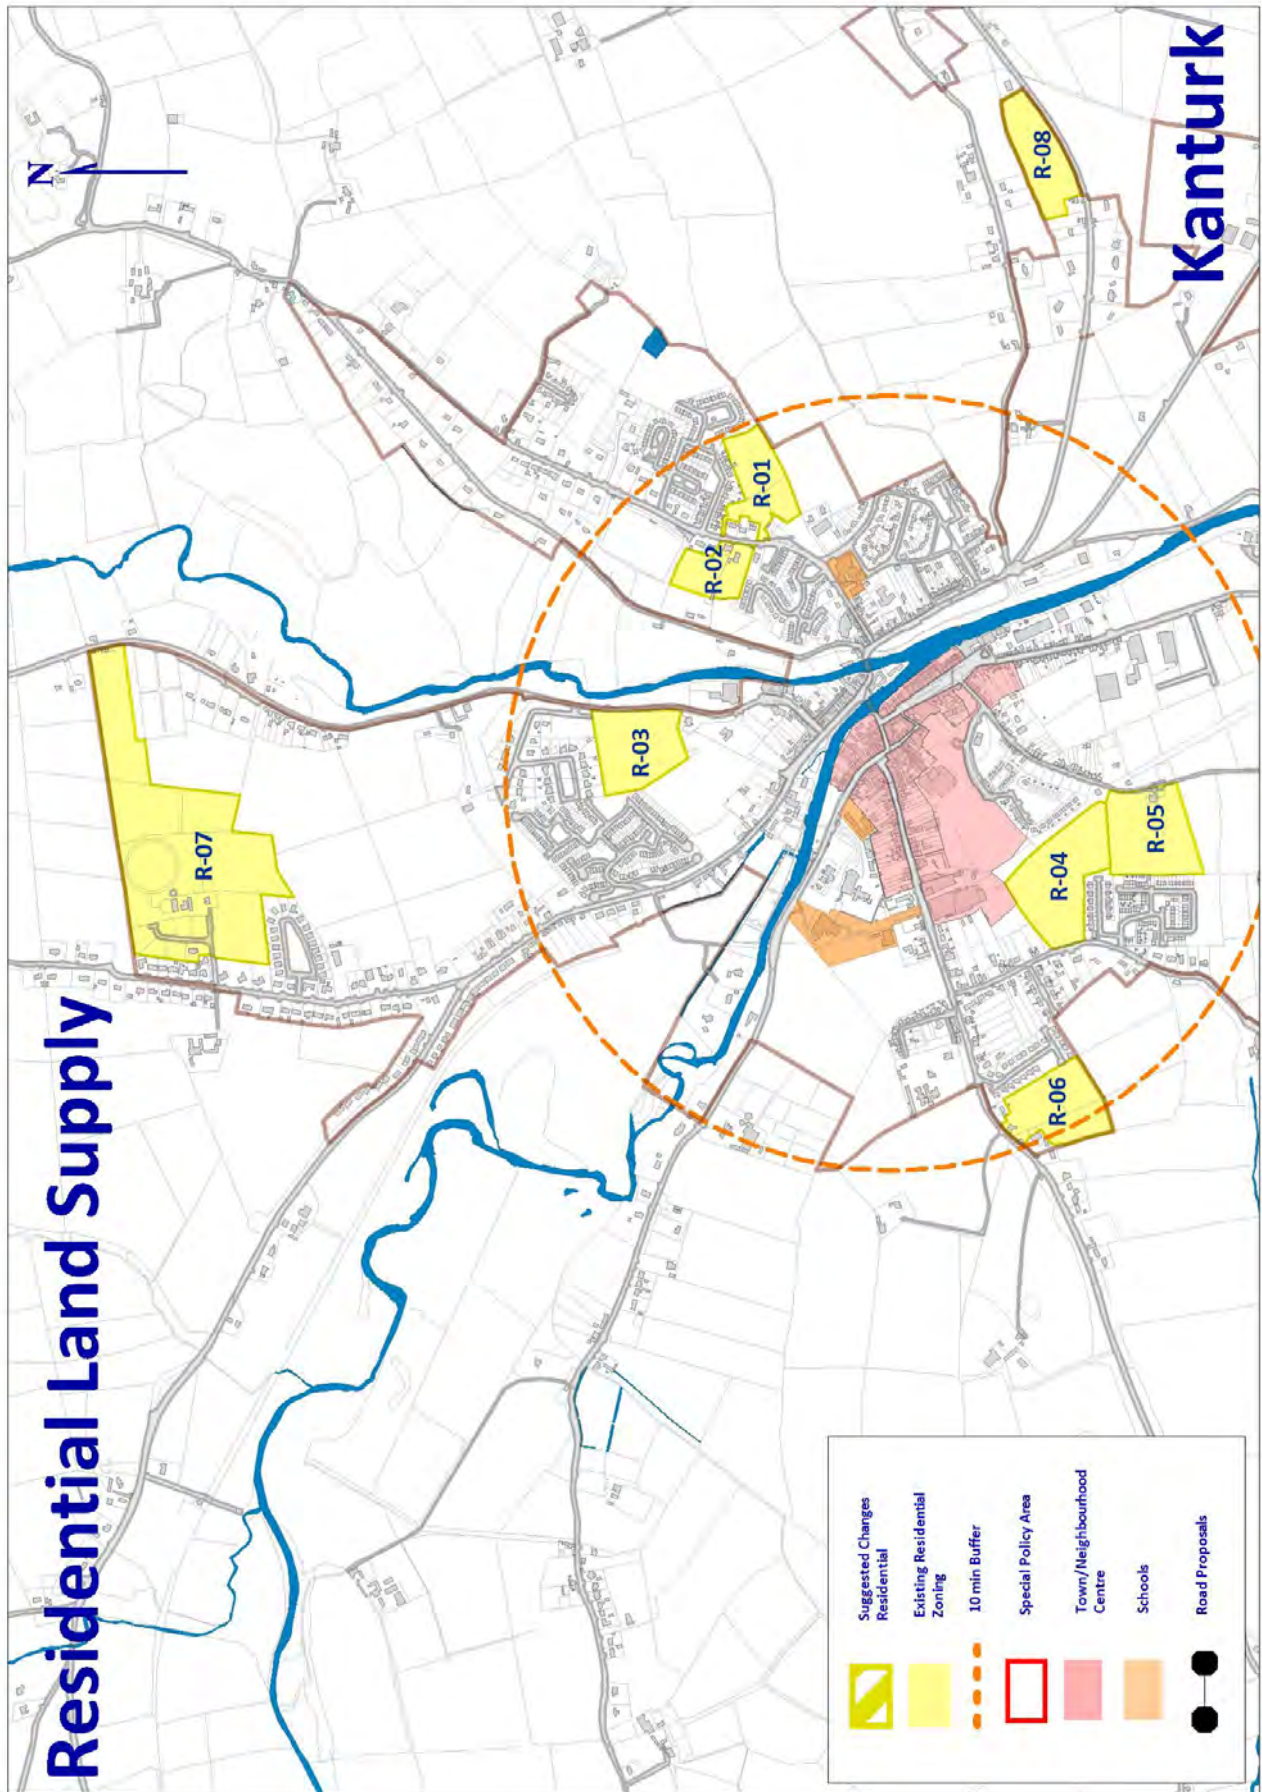 Residential Land Supply
N
R-07
R-03
R-02
R-01
R-08
R-06
R-04
R-05
Kanturk
Suggested Changes
Residential
Existing Residential
Zoning
10 min Buffer
Special Policy Area
Town/Neighbourhood
Centre
Schools
Road Proposals